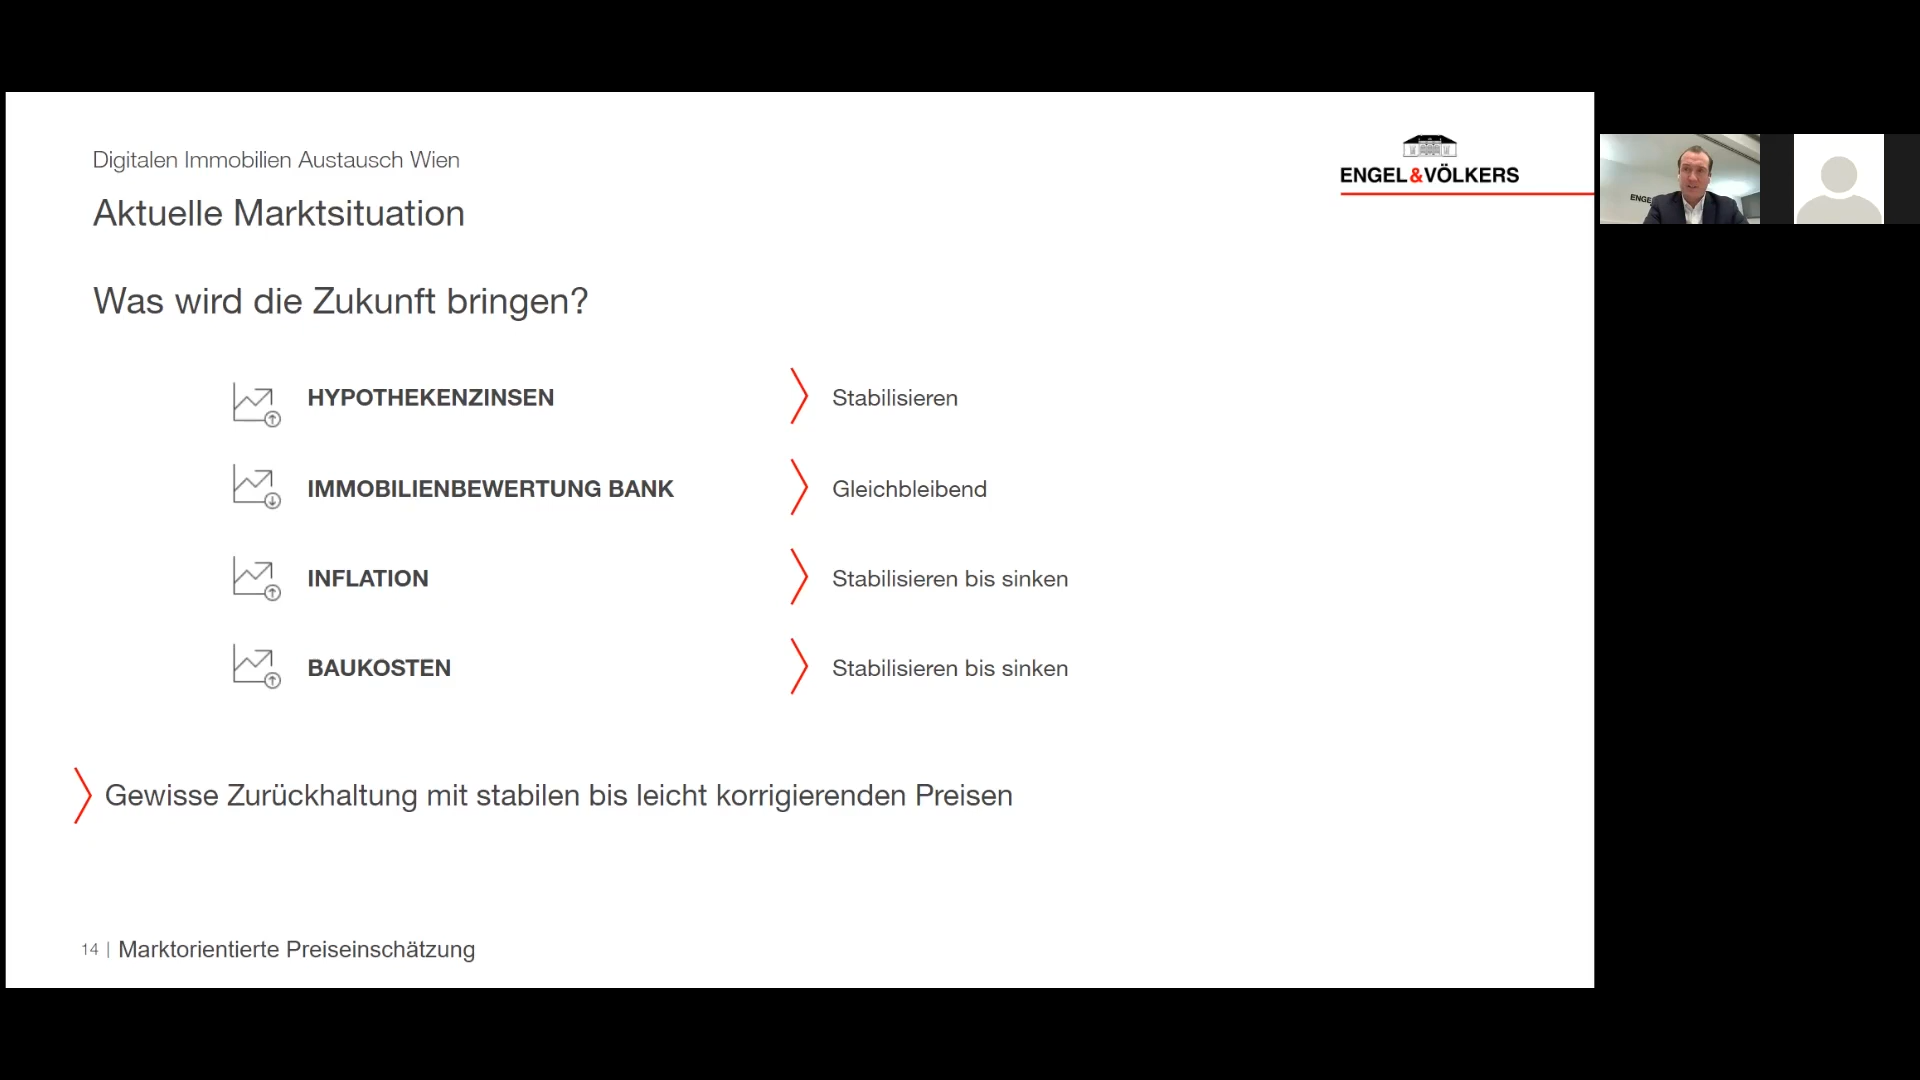 Digitalen Immobilien Austausch Wien
ENGEL&VÖLKERS
Aktuelle Marktsituation
Was wird die Zukunft bringen?
HYPOTHEKENZINSEN
Stabilisieren
IMMOBILIENBEWERTUNG BANK
Gleichbleibend
INFLATION
Stabilisieren bis sinken
BAUKOSTEN
Stabilisieren bis sinken
Gewisse Zurückhaltung mit stabilen bis leicht korrigierenden Preisen
14 | Marktorientierte Preiseinschätzung
ENGE